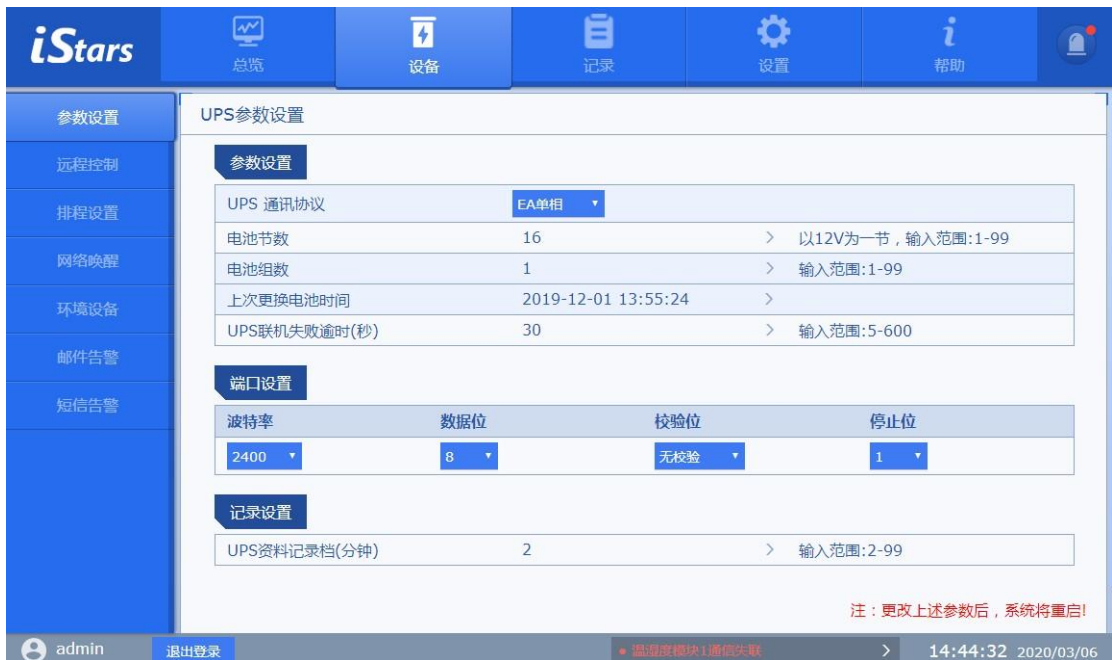 iStars
总览
设备
记录
设置
帮助
参数设置
远程控制
排程设置
网络唤醒
环境设备
邮件告警
短信告警
UPS参数设置
参数设置
UPS 通讯协议 EA单相
电池节数 16 以12V为一节，输入范围:1-99
电池组数 1 输入范围:1-99
上次更换电池时间 2019-12-01 13:55:24
UPS联机失败逾时(秒) 30 输入范围:5-600
端口设置
波特率 数据位 校验位 停止位
2400 8 无校验 1
记录设置
UPS资料记录档(分钟) 2 输入范围:2-99
注：更改上述参数后，系统将重启!
admin 退出登录 温湿度模块1通信失联 14:44:32 2020/03/06